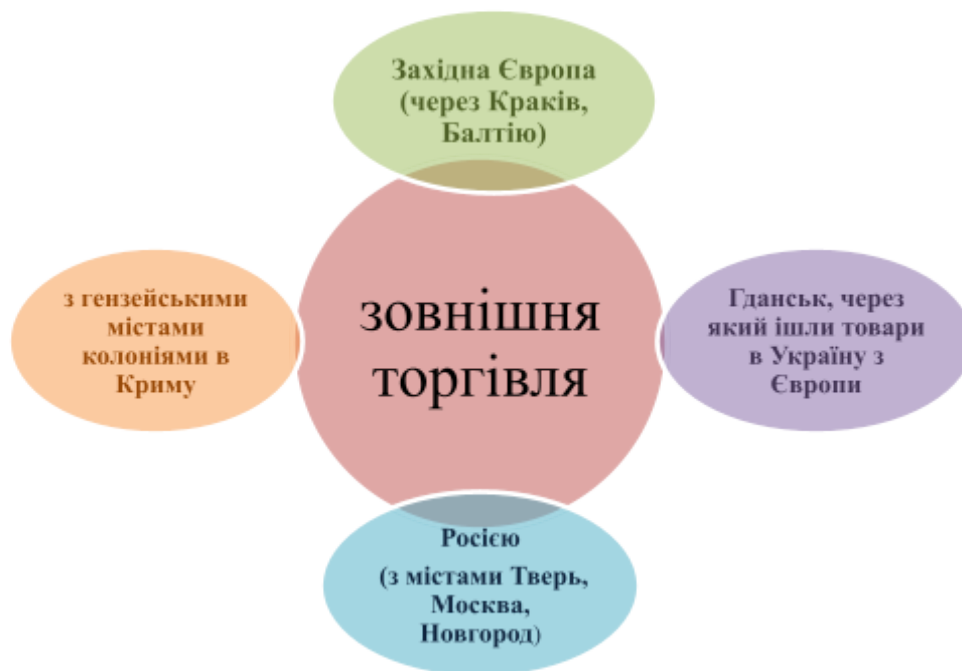 Західна Європа
(через Краків,
Балтію)
з гензейськими
містами
колоніями в
Криму
зовнішня
торгівля
Гданськ, через
який ішли товари
в Україну з
Європи
Росією
(з містами Тверь,
Москва,
Новгород)